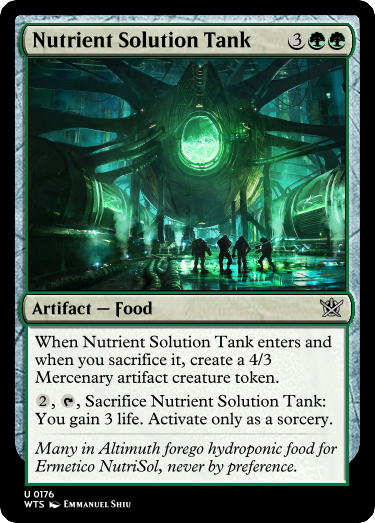 Nutrient Solution Tank 3
Artifact — Food
When Nutrient Solution Tank enters and
when you sacrifice it, create a 4/3
Mercenary artifact creature token.
2, , Sacrifice Nutrient Solution Tank:
You gain 3 life. Activate only as a sorcery.
Many in Altimuth forego hydroponic food for
Ermetico NutriSol, never by preference.
U 0176
WTS Emmanuel Shiu